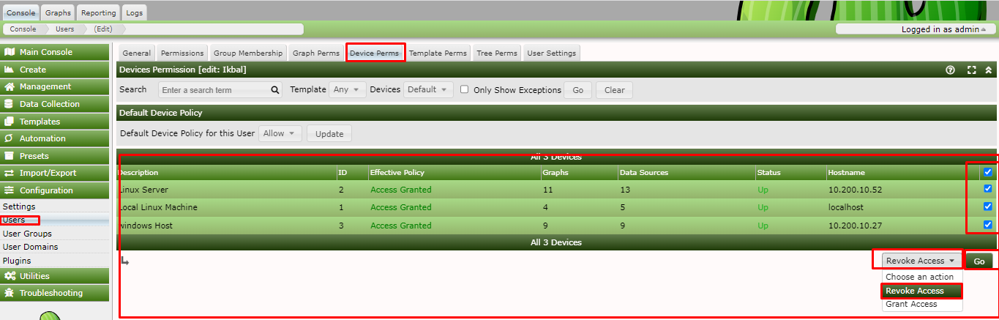 Console Graphs Reporting Logs
Console Users (Edit) Logged in as admin
Main Console
Create
Management
Data Collection
Templates
Automation
Presets
Import/Export
Configuration
Settings
Users
User Groups
User Domains
Plugins
Utilities
Troubleshooting
General Permissions Group Membership Graph Perms Device Perms Template Perms Tree Perms User Settings
Devices Permission [edit: Ikbal]
Search Enter a search term Template Any Devices Default Only Show Exceptions Go Clear
Default Device Policy
Default Device Policy for this User Allow Update
All 3 Devices
Description ID Effective Policy Graphs Data Sources Status Hostname
Linux Server 2 Access Granted 11 13 Up 10.200.10.52
Local Linux Machine 1 Access Granted 4 5 Up localhost
windows Host 3 Access Granted 9 9 Up 10.200.10.27
All 3 Devices
Revoke Access Go
Choose an action
Revoke Access
Grant Access